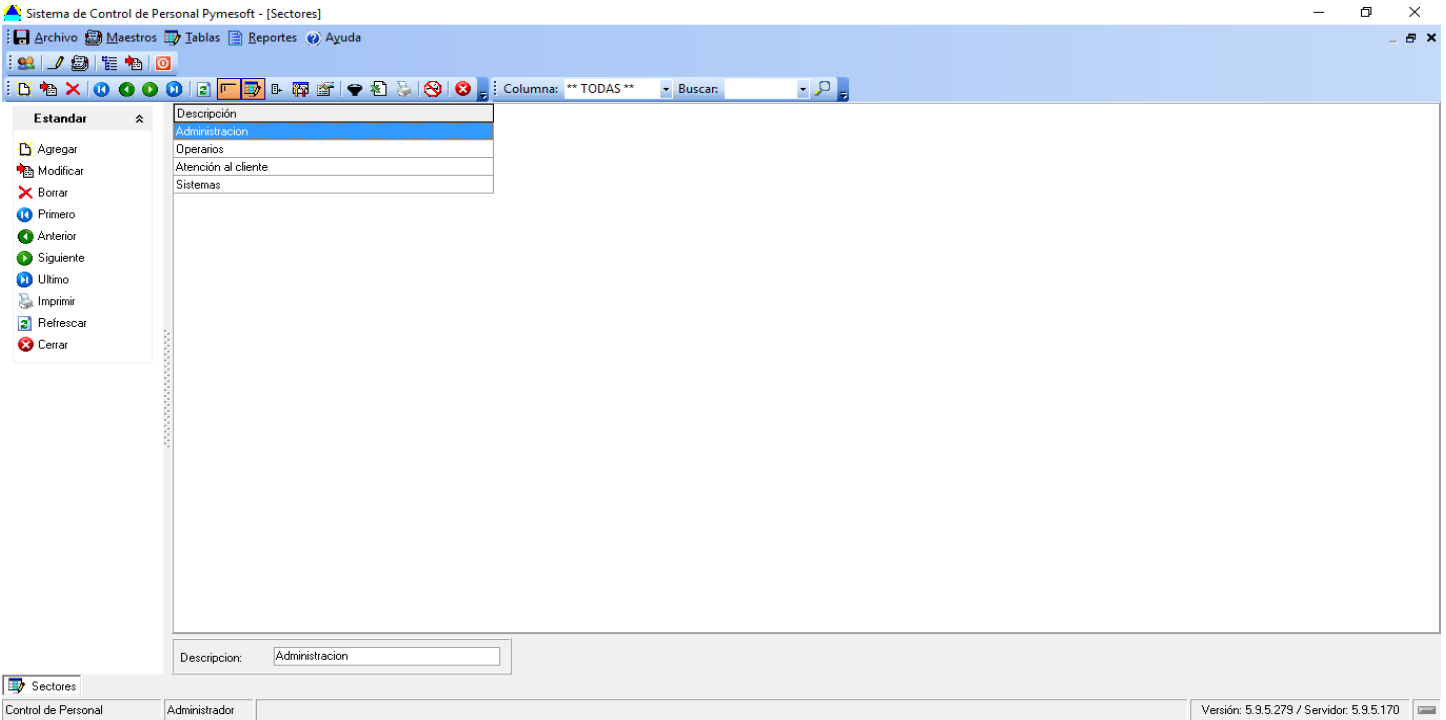 Sistema de Control de Personal Pymesoft - [Sectores]
Archivo Maestros Tablas Reportes Ayuda
Columna: ** TODAS ** Buscar:
Estandar
Agregar
Modificar
Borrar
Primero
Anterior
Siguiente
Ultimo
Imprimir
Refrescar
Cerrar
Descripción
Administracion
Operarios
Atención al cliente
Sistemas
Descripcion: Administracion
Sectores
Control de Personal Administrador Versión: 5.9.5.279 / Servidor: 5.9.5.170